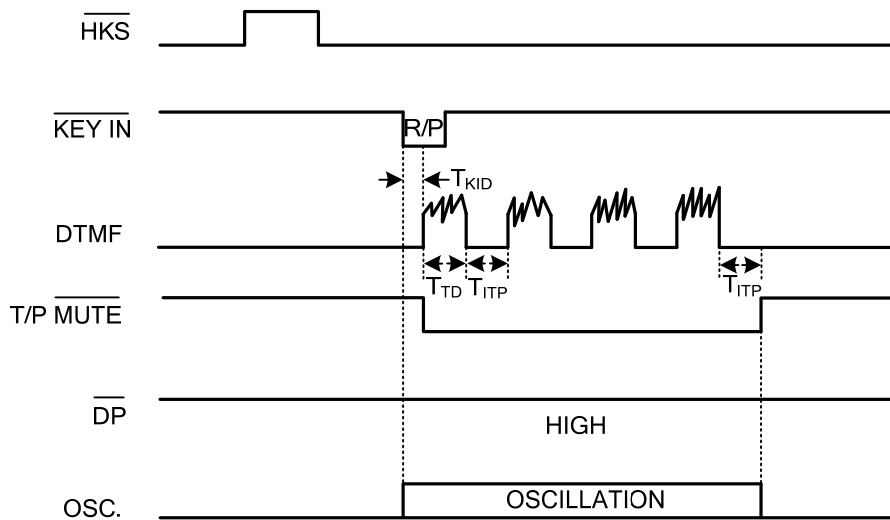 HKS
KEY IN
R/P
TKID
DTMF
TTD
TITP
TITP
T/P MUTE
DP
HIGH
OSC.
OSCILLATION